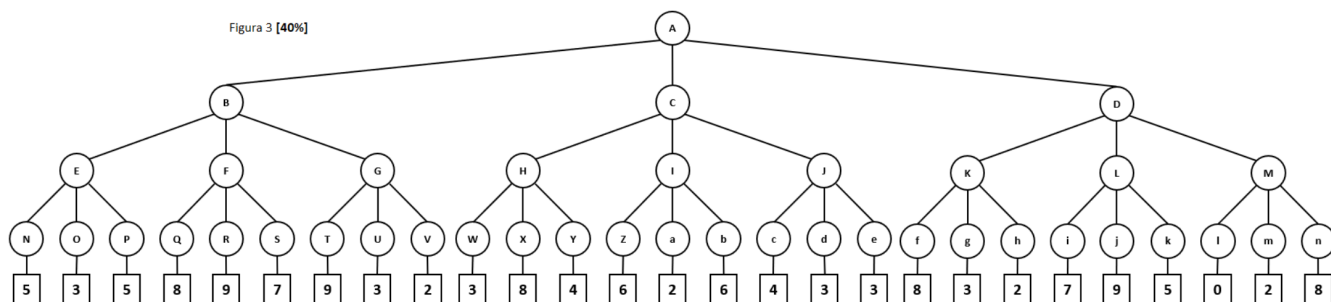 Figura 3 [40%]
A
B C D
E F G H I J K L M
N O P Q R S T U V W X Y Z a b c d e f g h i j k l m n
5 3 5 8 9 7 9 3 2 3 8 4 6 2 6 4 3 3 8 3 2 7 9 5 0 2 8